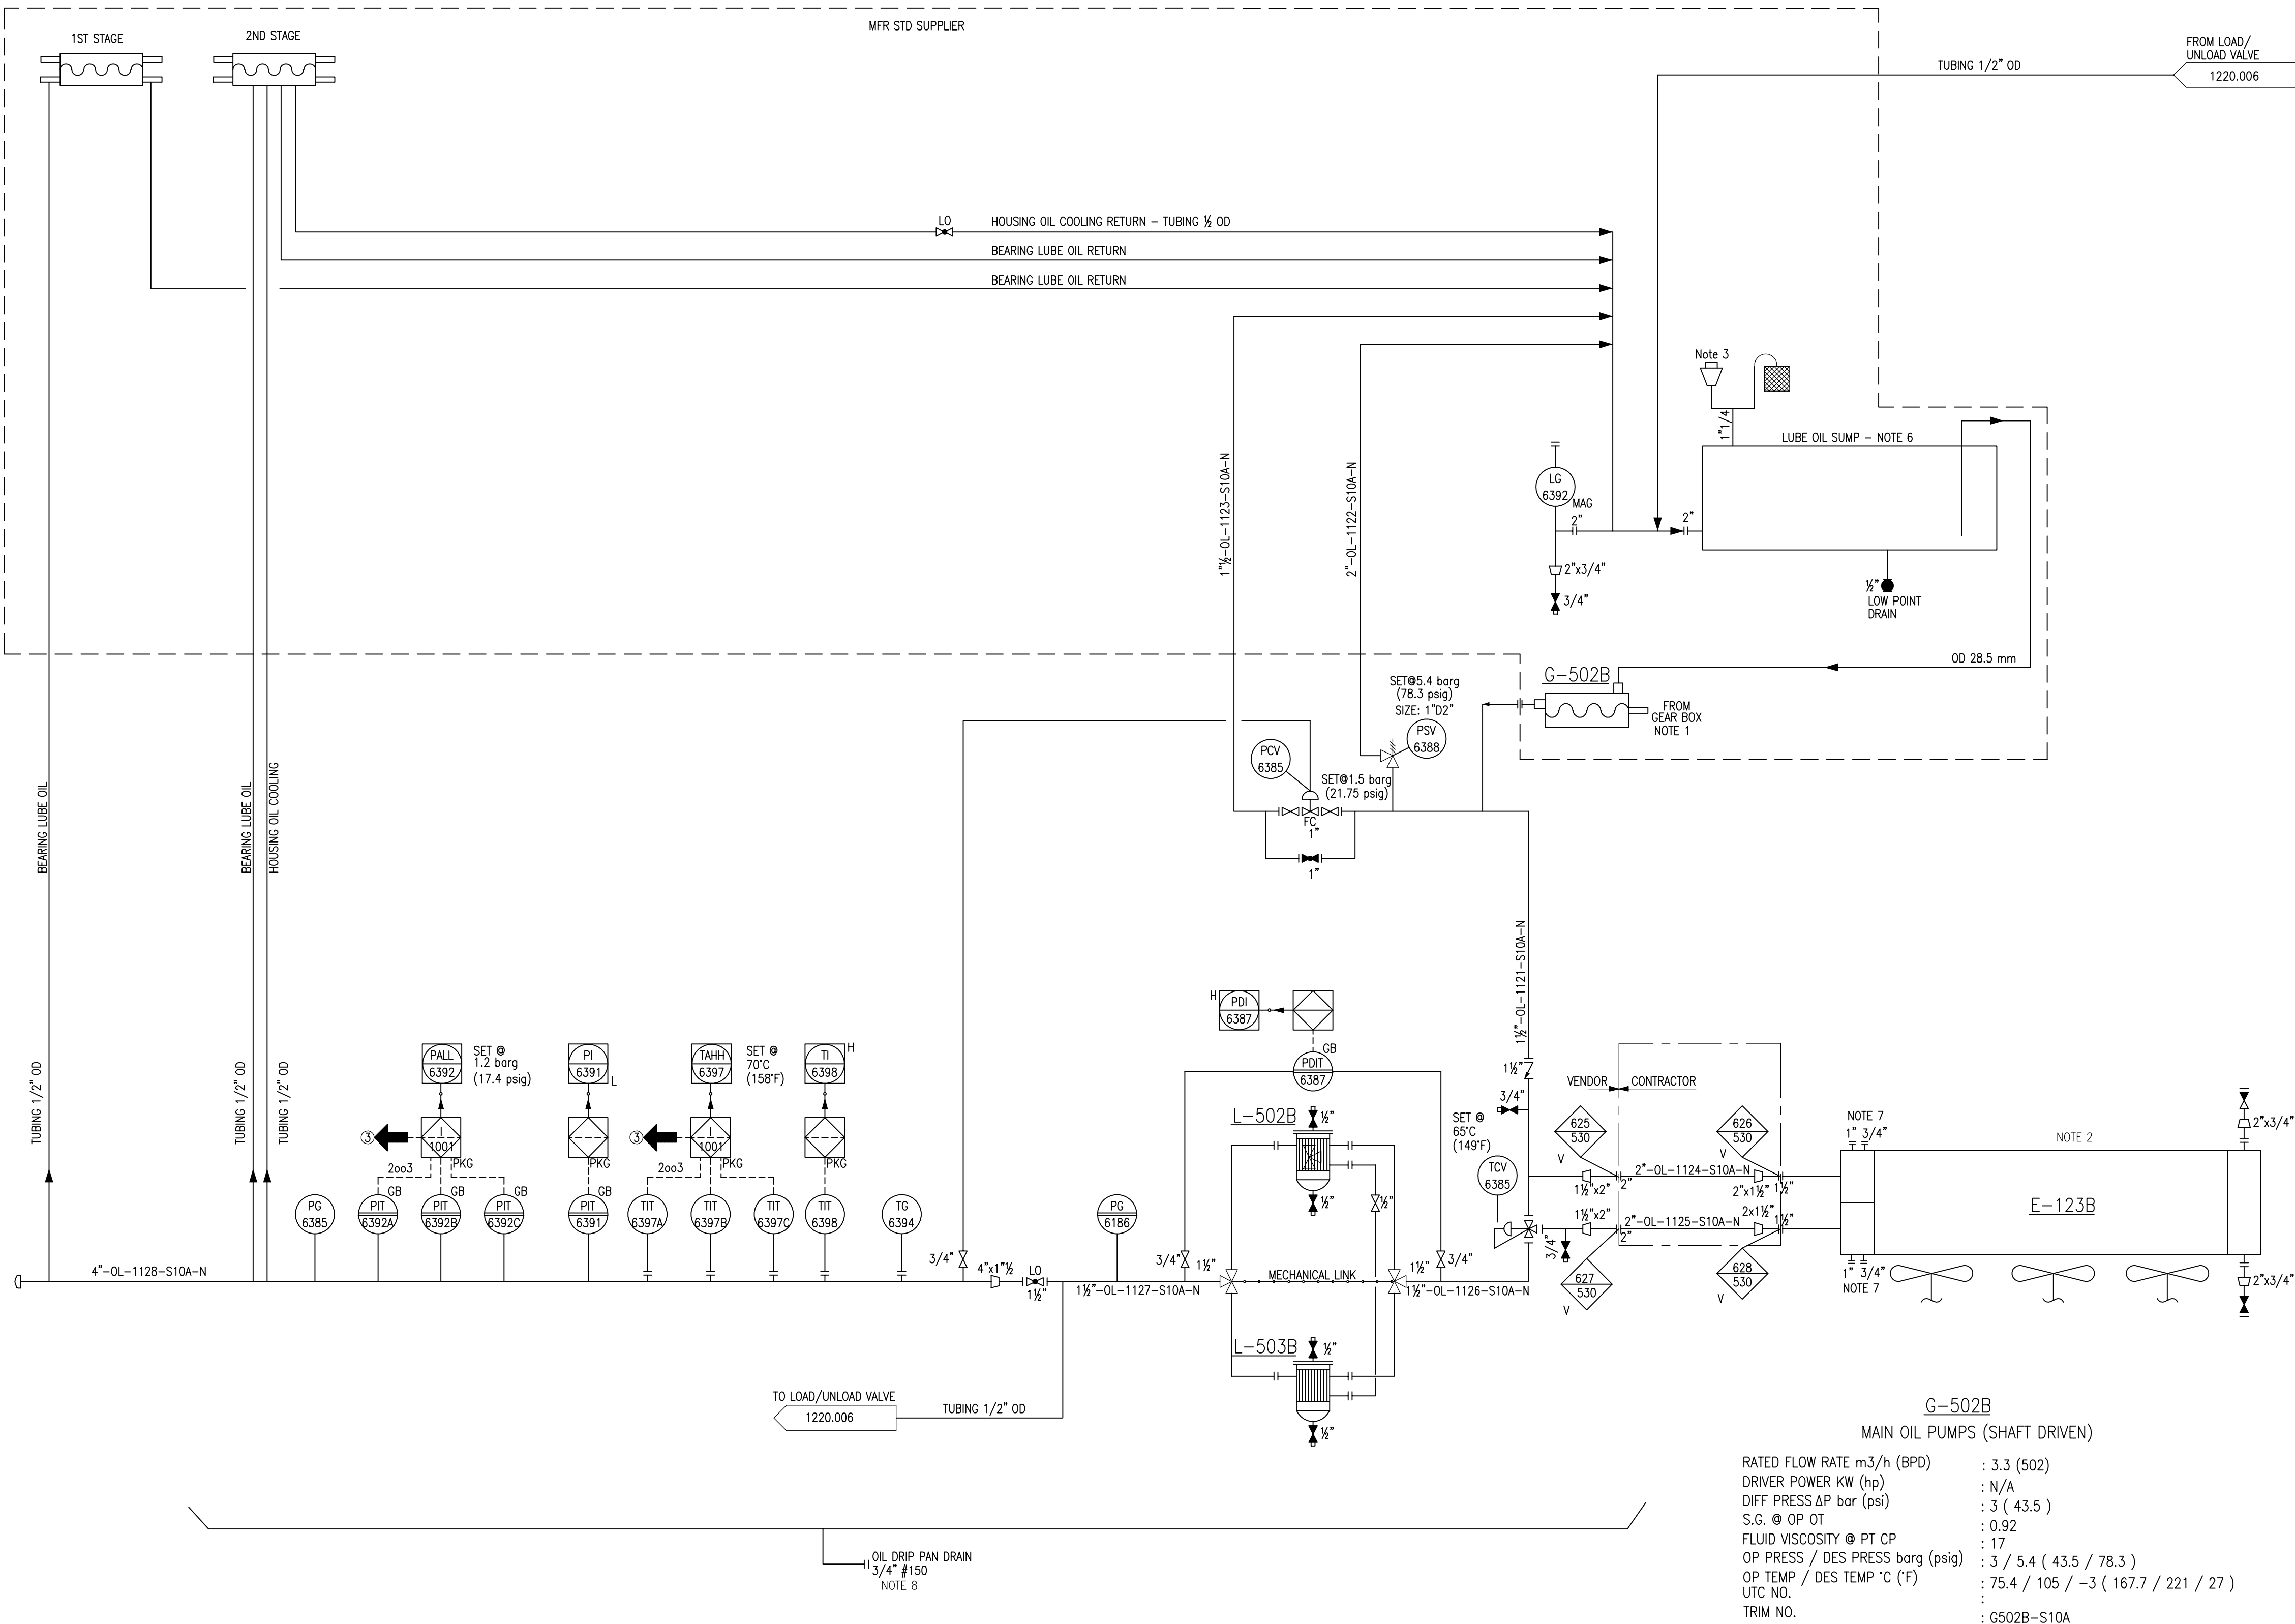 MFR STD SUPPLIER
1ST STAGE
2ND STAGE
FROM LOAD/
UNLOAD VALVE
1220.006
TUBING 1/2" OD
LO
HOUSING OIL COOLING RETURN – TUBING ½ OD
BEARING LUBE OIL RETURN
BEARING LUBE OIL RETURN
Note 3
1"1/4
LUBE OIL SUMP – NOTE 6
LG
6392
MAG
2"
2"
2"x3/4"
3/4"
½"
LOW POINT
DRAIN
1"½-OL-1123-S10A-N
2"-OL-1122-S10A-N
OD 28.5 mm
G-502B
FROM
GEAR BOX
NOTE 1
SET@5.4 barg
(78.3 psig)
SIZE: 1"D2"
PSV
6388
PCV
6385
SET@1.5 barg
(21.75 psig)
FC
1"
1"
BEARING LUBE OIL
BEARING LUBE OIL
HOUSING OIL COOLING
TUBING 1/2" OD
TUBING 1/2" OD
TUBING 1/2" OD
1½"-OL-1121-S10A-N
H
PDI
6387
GB
PDIT
6387
PALL
6392
SET @
1.2 barg
(17.4 psig)
PI
6391
L
TAHH
6397
SET @
70°C
(158°F)
TI
6398
H
3
I
1001
PKG
PKG
3
I
1001
PKG
PKG
2oo3
2oo3
GB
GB
GB
GB
PG
6385
PIT
6392A
PIT
6392B
PIT
6392C
PIT
6391
TIT
6397A
TIT
6397B
TIT
6397C
TIT
6398
TG
6394
PG
6186
4"-OL-1128-S10A-N
3/4"
4"x1"½
LO
1½"
1½"-OL-1127-S10A-N
3/4"
1½"
MECHANICAL LINK
1½"
3/4"
1½"-OL-1126-S10A-N
L-502B
½"
½"
½"
L-503B
½"
½"
1½"
3/4"
SET @
65°C
(149°F)
TCV
6385
3/4"
VENDOR
CONTRACTOR
625
530
V
626
530
V
1½"x2"
2"
2"-OL-1124-S10A-N
2"x1½"
1½"
1½"x2"
2"
2"-OL-1125-S10A-N
2x1½"
1½"
627
530
V
628
530
V
NOTE 7
1"
3/4"
NOTE 2
E-123B
1"
3/4"
NOTE 7
2"x3/4"
2"x3/4"
TO LOAD/UNLOAD VALVE
1220.006
TUBING 1/2" OD
OIL DRIP PAN DRAIN
3/4" #150
NOTE 8
G-502B
MAIN OIL PUMPS (SHAFT DRIVEN)
RATED FLOW RATE m3/h (BPD) : 3.3 (502)
DRIVER POWER KW (hp) : N/A
DIFF PRESS ΔP bar (psi) : 3 ( 43.5 )
S.G. @ OP OT : 0.92
FLUID VISCOSITY @ PT CP : 17
OP PRESS / DES PRESS barg (psig) : 3 / 5.4 ( 43.5 / 78.3 )
OP TEMP / DES TEMP °C (°F) : 75.4 / 105 / -3 ( 167.7 / 221 / 27 )
UTC NO. :
TRIM NO. : G502B-S10A